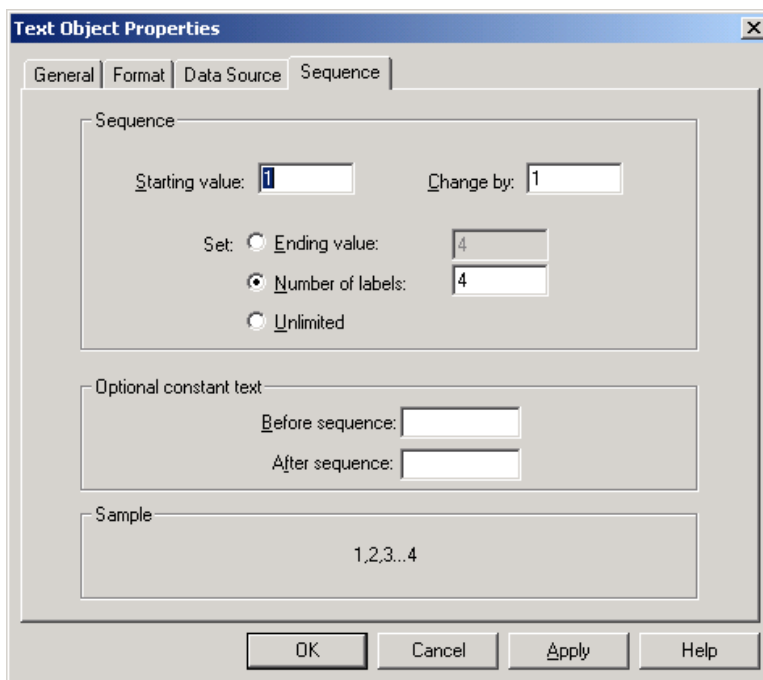 Text Object Properties
General Format Data Source Sequence
Sequence
Starting value: 1 Change by: 1
Set: Ending value: 4
Number of labels: 4
Unlimited
Optional constant text
Before sequence:
After sequence:
Sample
1,2,3...4
OK Cancel Apply Help